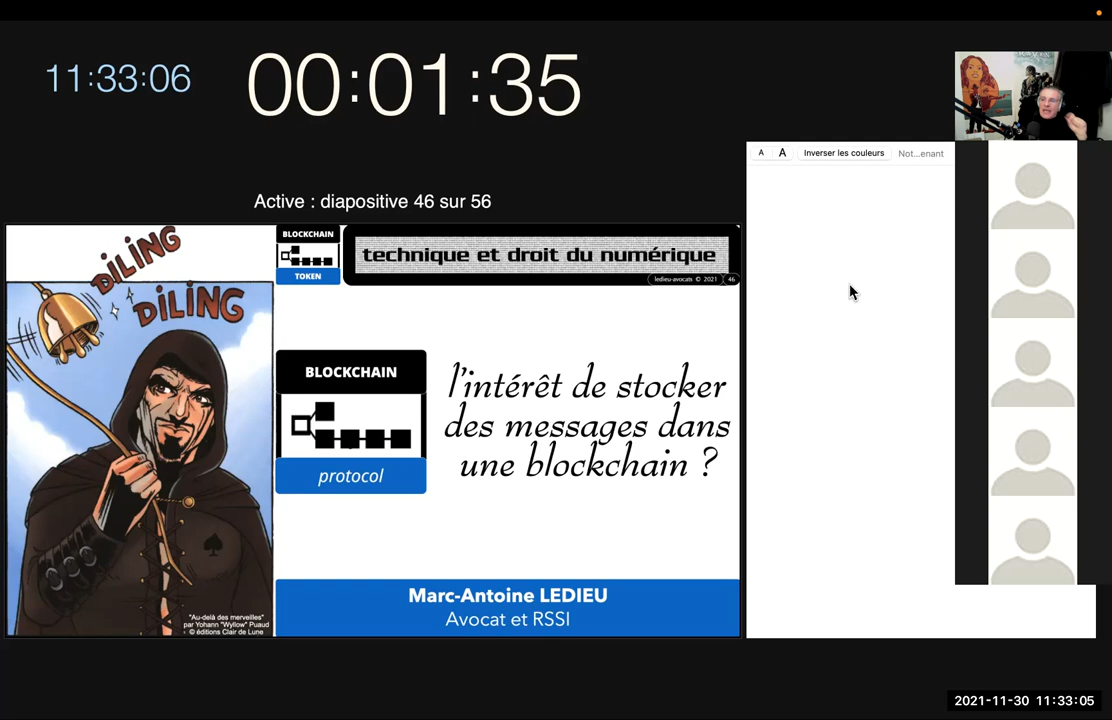 11:33:06
00:01:35
Active : diapositive 46 sur 56
A A Inverser les couleurs Not...enant
DILING
DILING
BLOCKCHAIN
TOKEN
technique et droit du numérique
ledieu-avocats © 2021 46
BLOCKCHAIN
protocol
l'intérêt de stocker
des messages dans
une blockchain ?
"Au-delà des merveilles"
par Yohann "Wyllow" Puaud
© éditions Clair de Lune
Marc-Antoine LEDIEU
Avocat et RSSI
2021-11-30 11:33:05